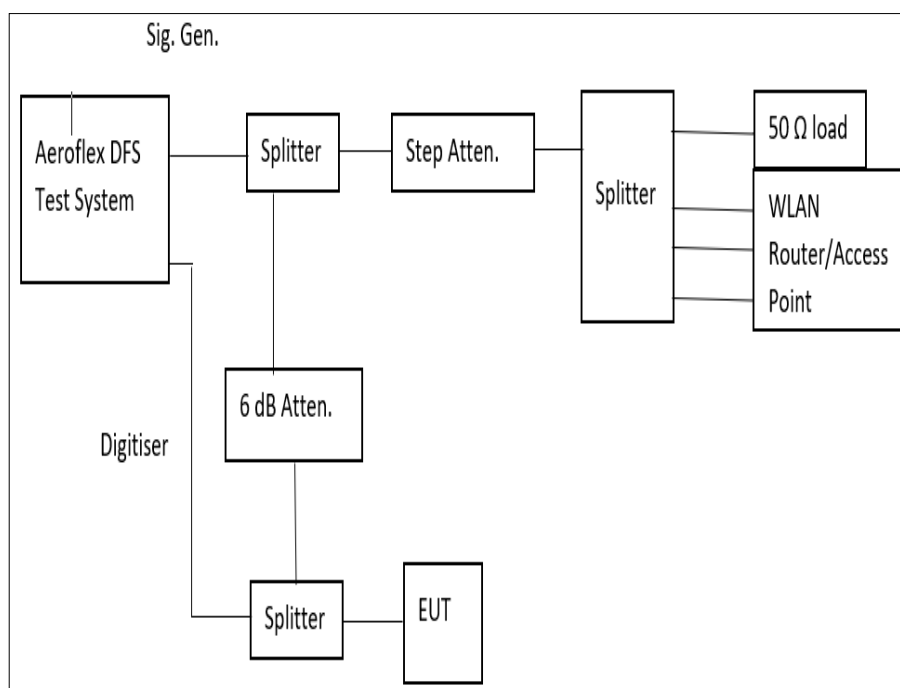 Sig. Gen.
Aeroflex DFS
Test System
Splitter
Step Atten.
Splitter
50 Ω load
WLAN
Router/Access
Point
6 dB Atten.
Digitiser
Splitter
EUT